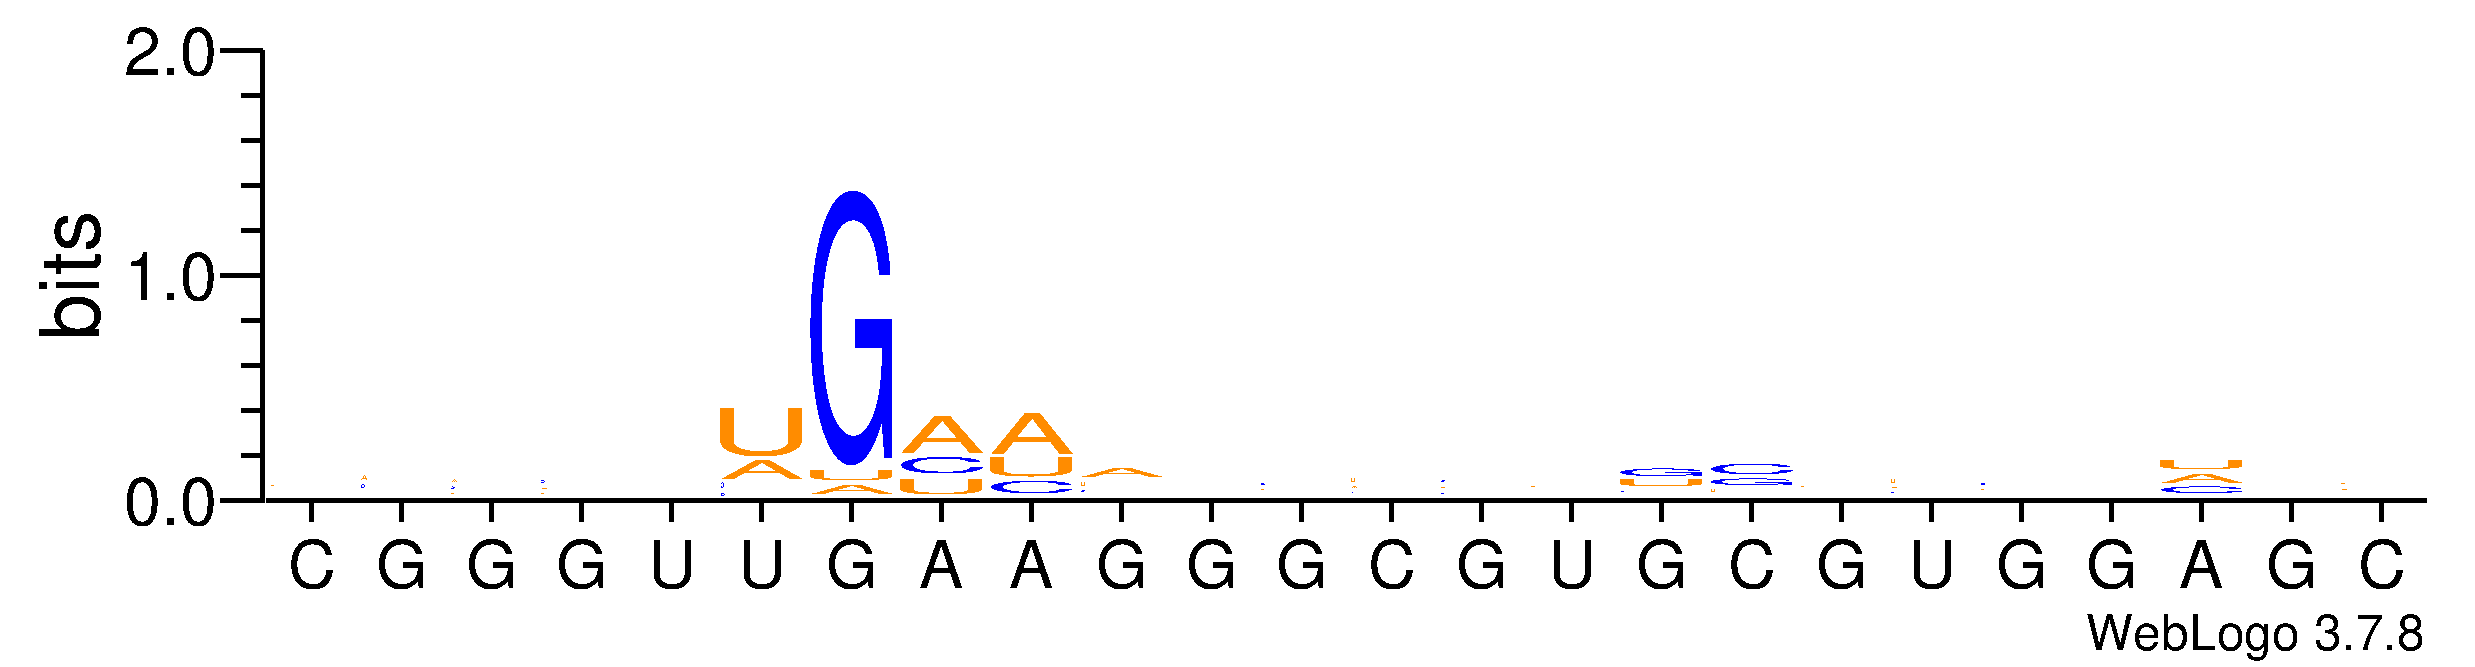 2.0
bits
1.0
0.0
U G A A
A U C U A G C U
A U C G C A
C
C G G G U U G A A G G G C G U G C G U G G A G C
WebLogo 3.7.8